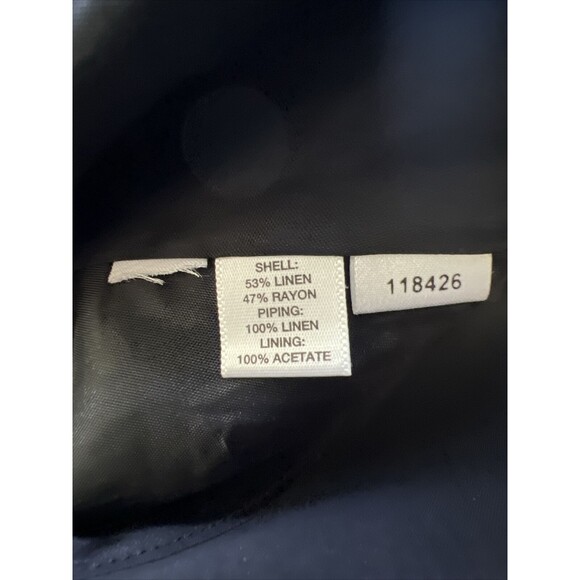 SHELL:
53% LINEN
47% RAYON
PIPING:
100% LINEN
LINING:
100% ACETATE
118426